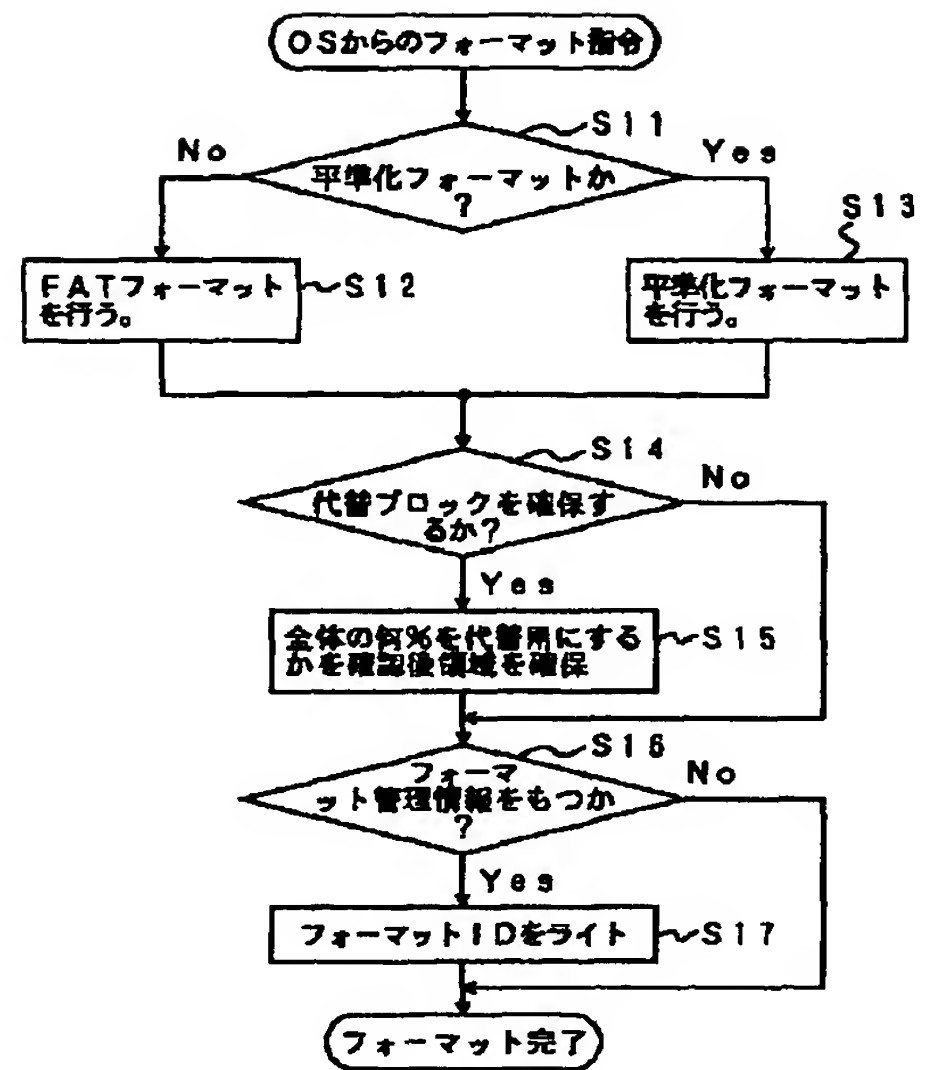 OSからのフォーマット指令
S11
No
Yes
平準化フォーマットか
?
S13
FATフォーマット
を行う。
S12
平準化フォーマット
を行う。
S14
No
代替ブロックを確保す
るか?
Yes
全体の何%を代替用にする
かを確認後領域を確保
S15
S16
No
フォーマ
ット管理情報をもつか
?
Yes
フォーマットIDをライト
S17
フォーマット完了